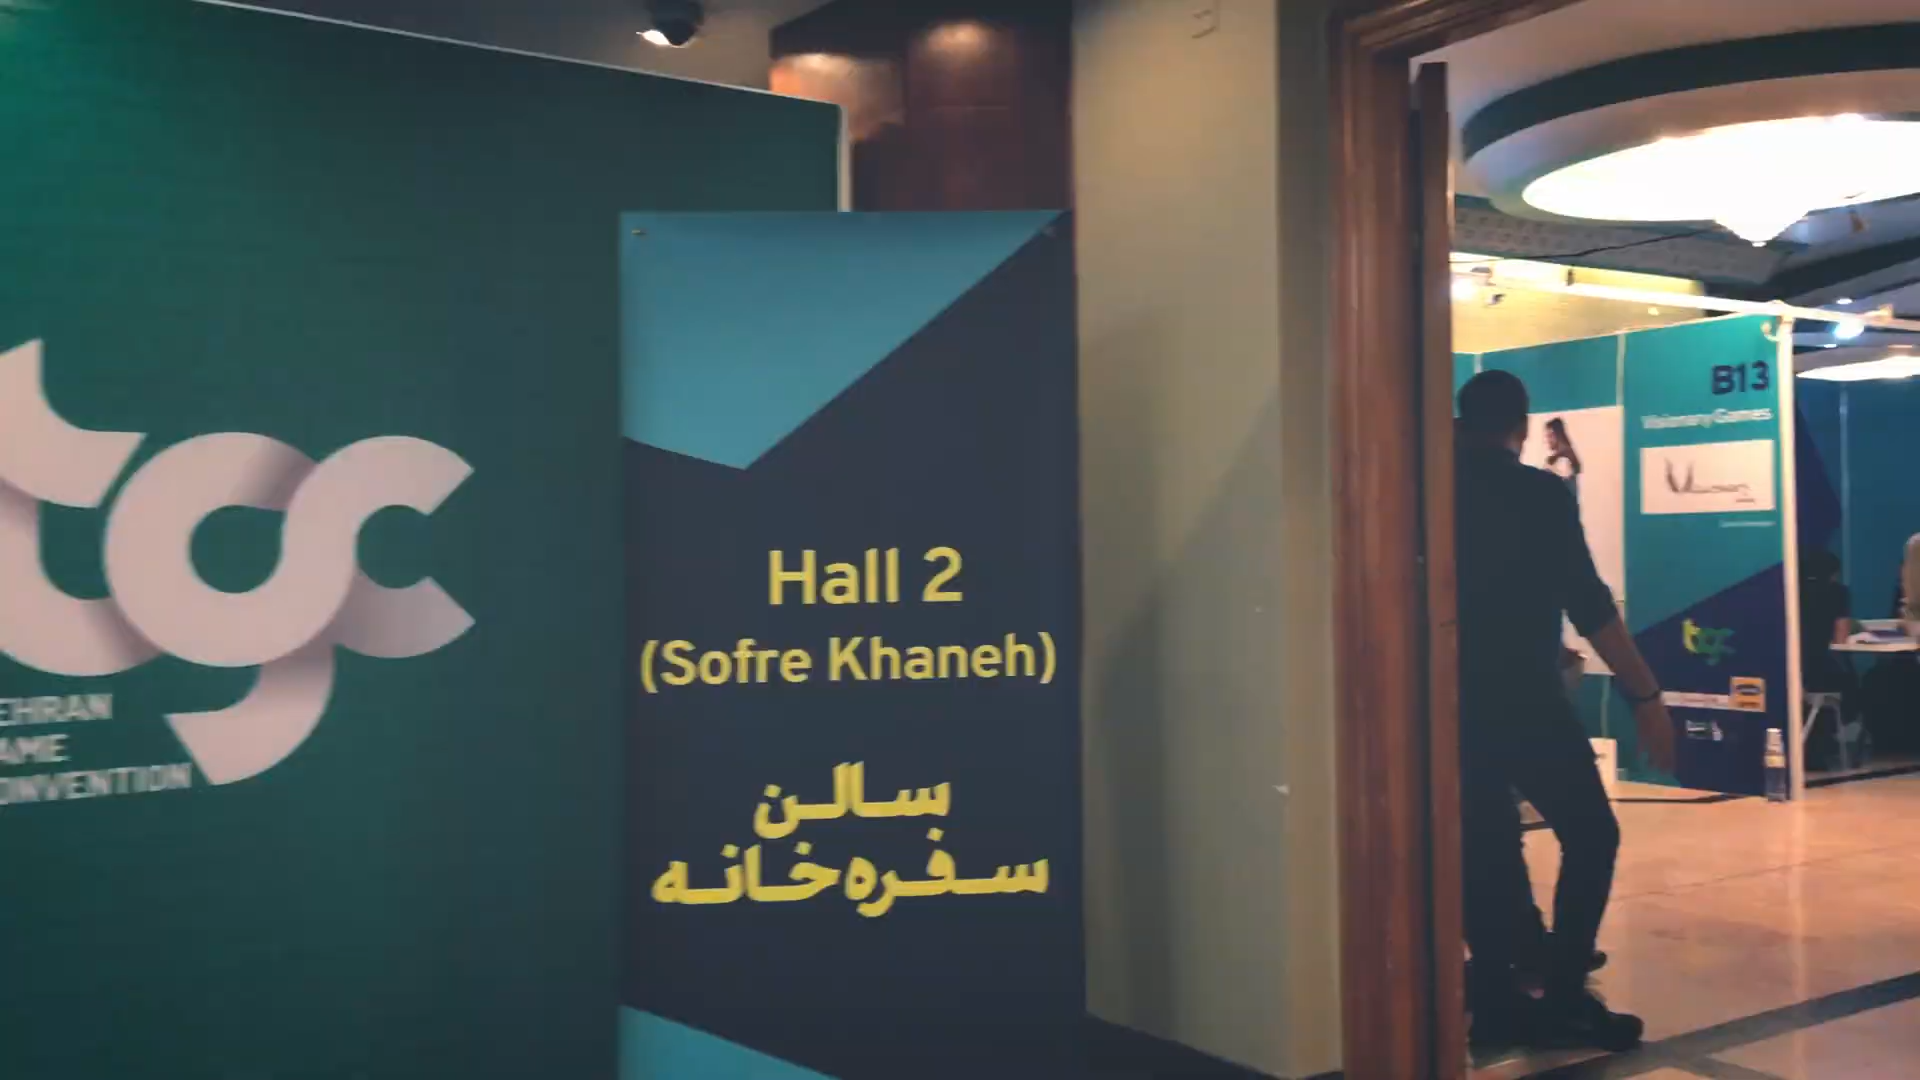 tgc
EHRAN
AME
ONVENTION
Hall 2
(Sofre Khaneh)
سالن
سفره‌خانه
B13
Visionary Games
tgc